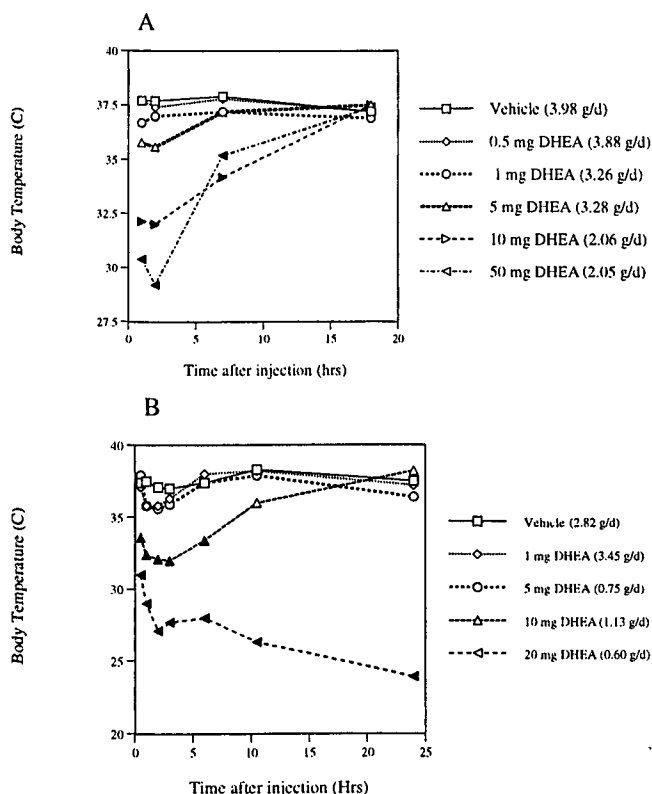 A
40
37.5
35
32.5
30
27.5
0
5
10
15
20
Body Temperature (C)
Time after injection (hrs)
Vehicle (3.98 g/d)
0.5 mg DHEA (3.88 g/d)
1 mg DHEA (3.26 g/d)
5 mg DHEA (3.28 g/d)
10 mg DHEA (2.06 g/d)
50 mg DHEA (2.05 g/d)
B
40
35
30
25
20
0
5
10
15
20
25
Body Temperature (C)
Time after injection (Hrs)
Vehicle (2.82 g/d)
1 mg DHEA (3.45 g/d)
5 mg DHEA (0.75 g/d)
10 mg DHEA (1.13 g/d)
20 mg DHEA (0.60 g/d)